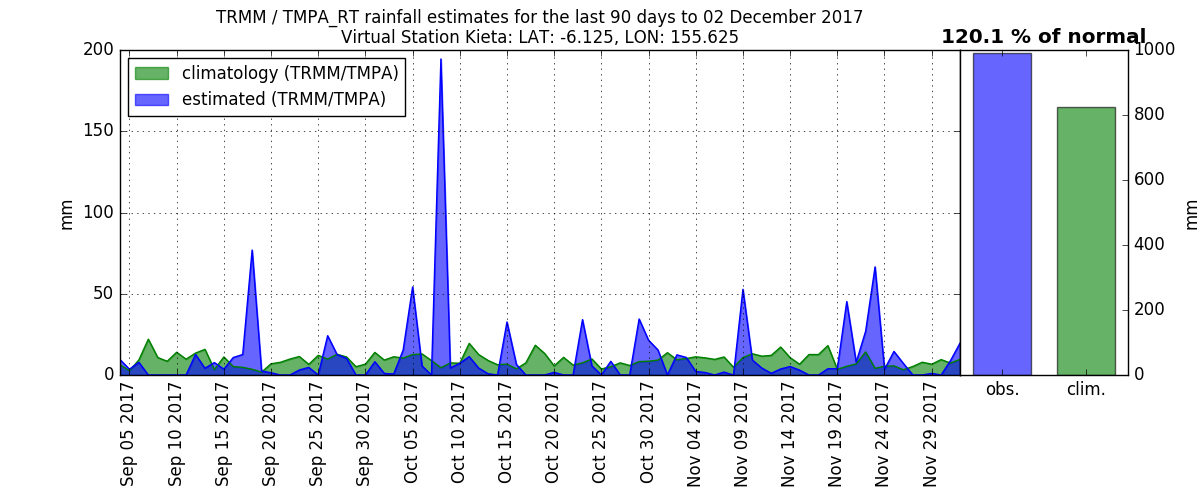 TRMM / TMPA_RT rainfall estimates for the last 90 days to 02 December 2017
Virtual Station Kieta: LAT: -6.125, LON: 155.625
120.1 % of normal
climatology (TRMM/TMPA)
estimated (TRMM/TMPA)
200
150
100
50
0
mm
Sep 05 2017
Sep 10 2017
Sep 15 2017
Sep 20 2017
Sep 25 2017
Sep 30 2017
Oct 05 2017
Oct 10 2017
Oct 15 2017
Oct 20 2017
Oct 25 2017
Oct 30 2017
Nov 04 2017
Nov 09 2017
Nov 14 2017
Nov 19 2017
Nov 24 2017
Nov 29 2017
obs.
clim.
1000
800
600
400
200
0
mm